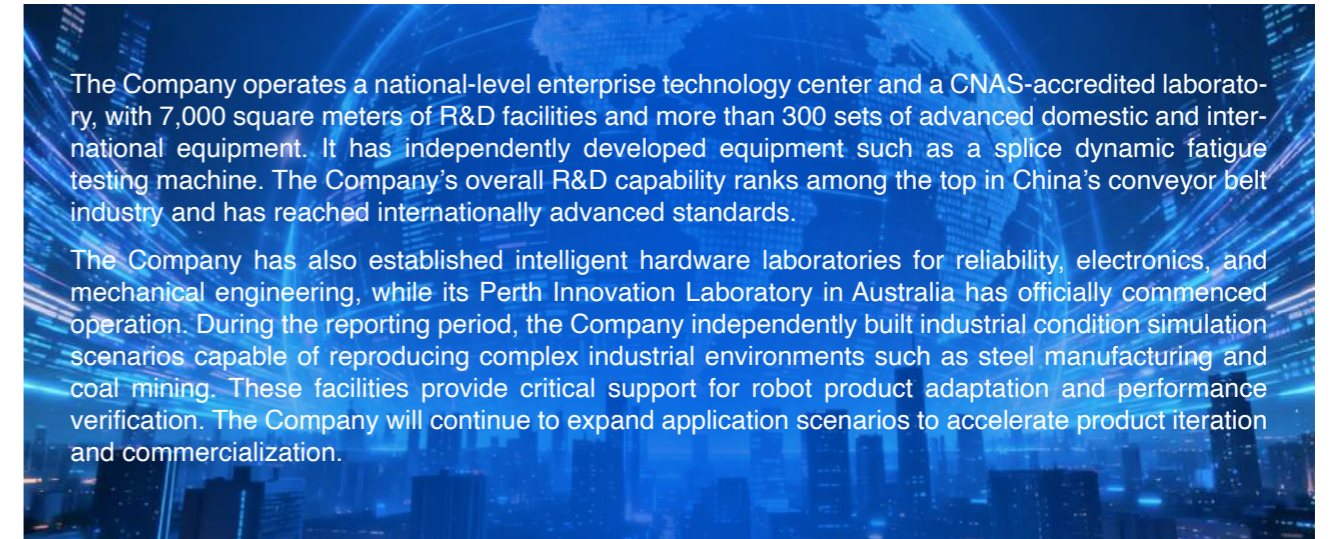 The Company operates a national-level enterprise technology center and a CNAS-accredited laborato-
ry, with 7,000 square meters of R&D facilities and more than 300 sets of advanced domestic and inter-
national equipment. It has independently developed equipment such as a splice dynamic fatigue
testing machine. The Company’s overall R&D capability ranks among the top in China’s conveyor belt
industry and has reached internationally advanced standards.
The Company has also established intelligent hardware laboratories for reliability, electronics, and
mechanical engineering, while its Perth Innovation Laboratory in Australia has officially commenced
operation. During the reporting period, the Company independently built industrial condition simulation
scenarios capable of reproducing complex industrial environments such as steel manufacturing and
coal mining. These facilities provide critical support for robot product adaptation and performance
verification. The Company will continue to expand application scenarios to accelerate product iteration
and commercialization.